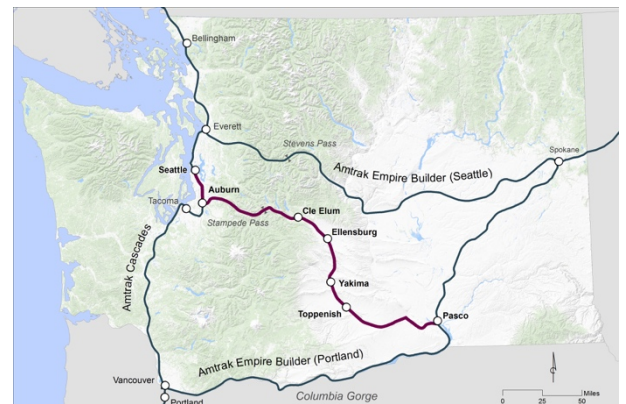 Bellingham
Everett
Stevens Pass
Spokane
Seattle
Amtrak Empire Builder (Seattle)
Auburn
Tacoma
Cle Elum
Stampede Pass
Ellensburg
Amtrak Cascades
Yakima
Toppenish
Pasco
Amtrak Empire Builder (Portland)
Vancouver
Columbia Gorge
Portland
Miles
0 25 50